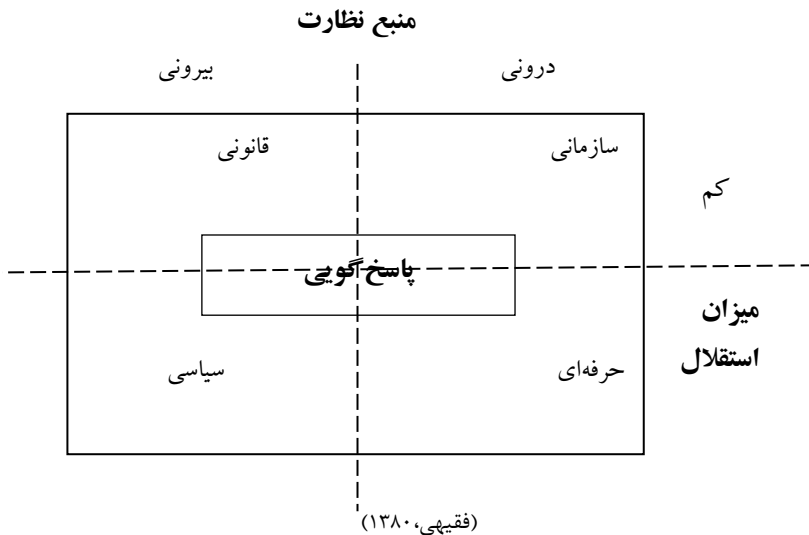 منبع نظارت
درونی
بیرونی
سازمانی
قانونی
کم
پاسخ‌گویی
میزان
استقلال
حرفه‌ای
سیاسی
(فقیهی، ۱۳۸۰)